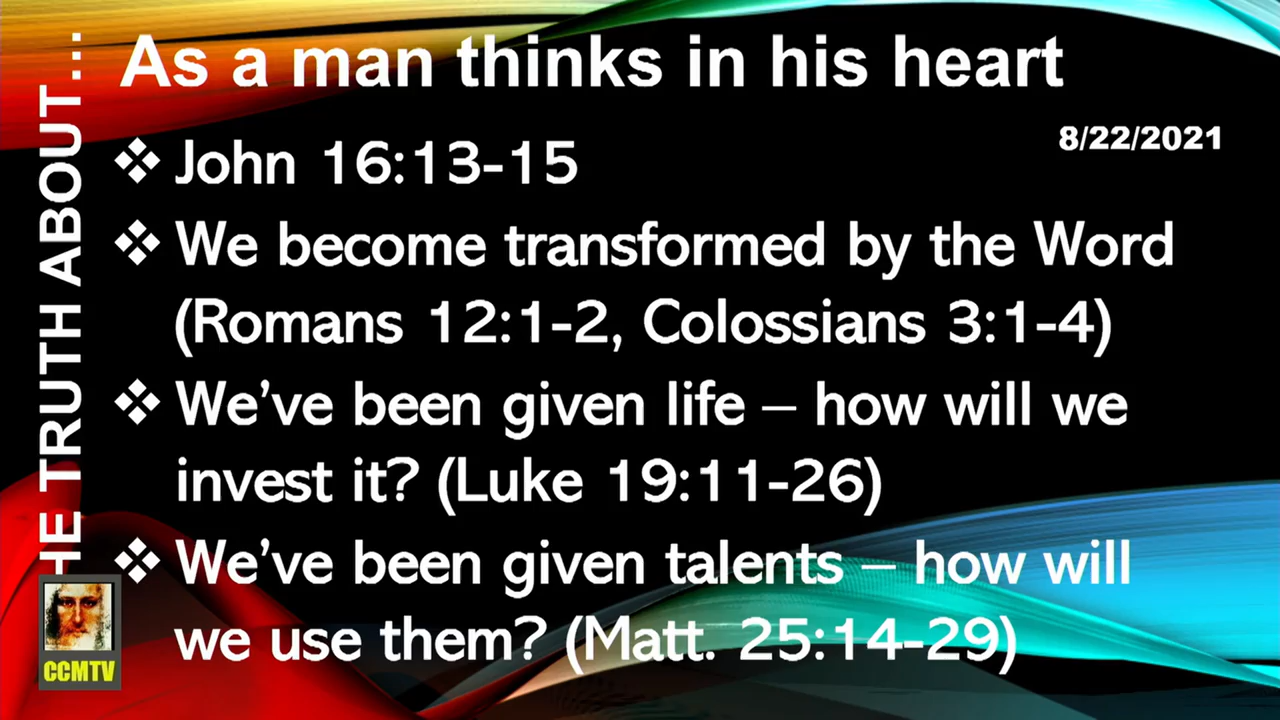 THE TRUTH ABOUT...
As a man thinks in his heart
8/22/2021
❖ John 16:13-15
❖ We become transformed by the Word
(Romans 12:1-2, Colossians 3:1-4)
❖ We’ve been given life – how will we
invest it? (Luke 19:11-26)
❖ We’ve been given talents – how will
we use them? (Matt. 25:14-29)
CCMTV